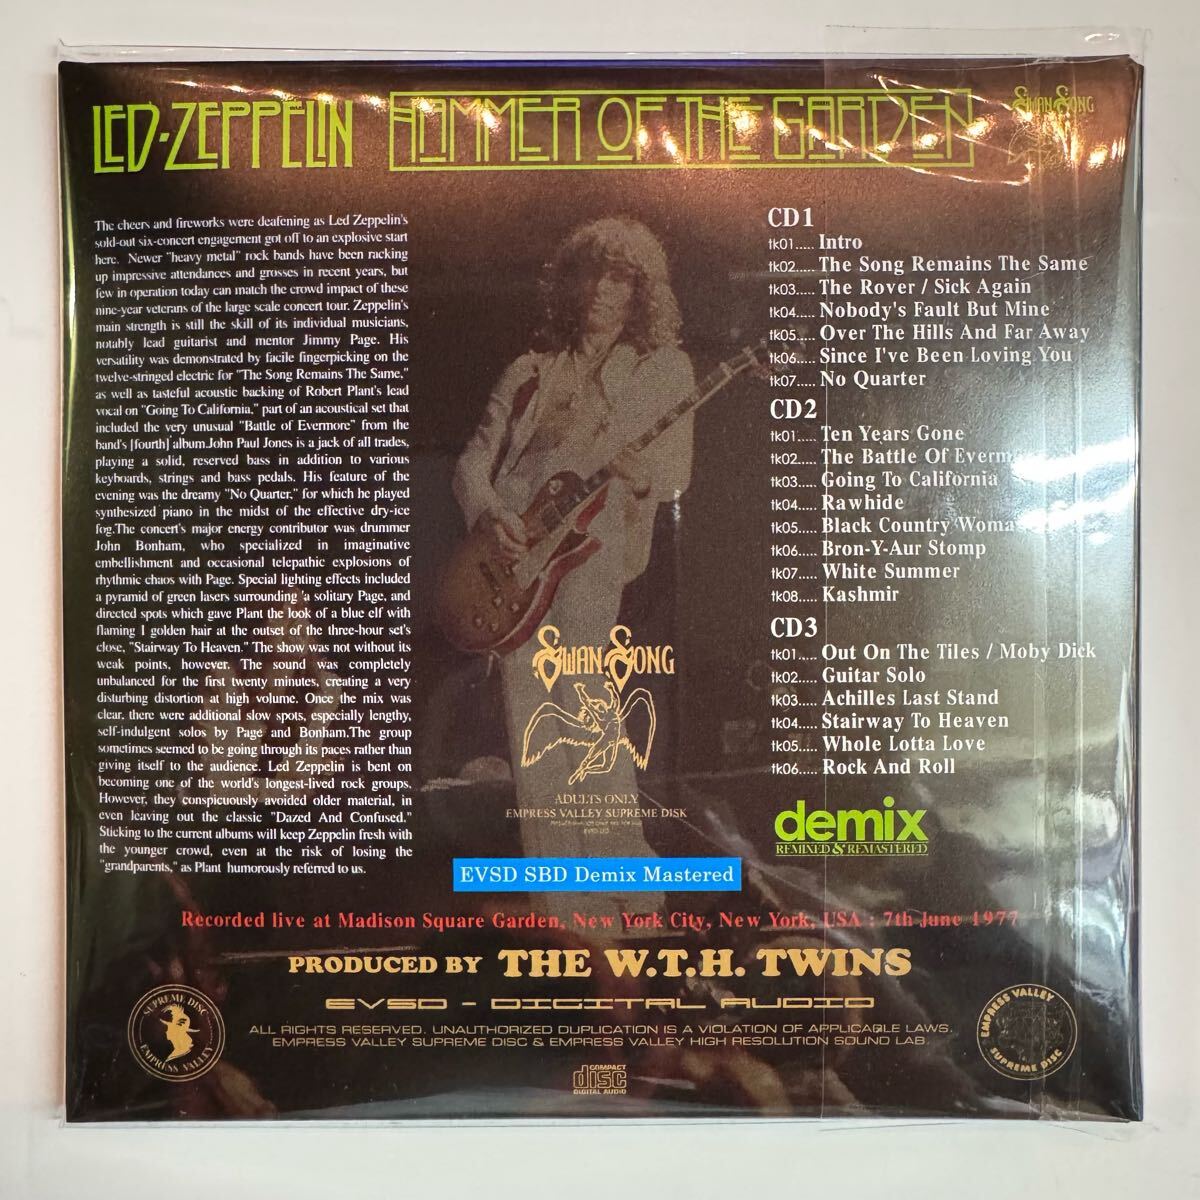 LED-ZEPPELIN HAMMER OF THE GARDEN
SWAN SONG
The cheers and fireworks were deafening as Led Zeppelin's
sold-out six-concert engagement got off to an explosive start
here. Newer "heavy metal" rock bands have been racking
up impressive attendances and grosses in recent years, but
few in operation today can match the crowd impact of these
nine-year veterans of the large scale concert tour. Zeppelin's
main strength is still the skill of its individual musicians,
notably lead guitarist and mentor Jimmy Page. His
versatility was demonstrated by facile fingerpicking on the
twelve-stringed electric for "The Song Remains The Same,"
as well as tasteful acoustic backing of Robert Plant's lead
vocal on "Going To California," part of an acoustical set that
included the very unusual "Battle of Evermore" from the
band's [fourth] album.John Paul Jones is a jack of all trades,
playing a solid, reserved bass in addition to various
keyboards, strings and bass pedals. His feature of the
evening was the dreamy "No Quarter," for which he played
synthesized piano in the midst of the effective dry-ice
fog.The concert's major energy contributor was drummer
John Bonham, who specialized in imaginative
embellishment and occasional telepathic explosions of
rhythmic chaos with Page. Special lighting effects included
a pyramid of green lasers surrounding 'a solitary Page, and
directed spots which gave Plant the look of a blue elf with
flaming 1 golden hair at the outset of the three-hour set's
close, "Stairway To Heaven." The show was not without its
weak points, however. The sound was completely
unbalanced for the first twenty minutes, creating a very
disturbing distortion at high volume. Once the mix was
clear, there were additional slow spots, especially lengthy,
self-indulgent solos by Page and Bonham.The group
sometimes seemed to be going through its paces rather than
giving itself to the audience. Led Zeppelin is bent on
becoming one of the world's longest-lived rock groups.
However, they conspicuously avoided older material, in
even leaving out the classic "Dazed And Confused."
Sticking to the current albums will keep Zeppelin fresh with
the younger crowd, even at the risk of losing the
"grandparents," as Plant humorously referred to us.
CD1
tk01..... Intro
tk02..... The Song Remains The Same
tk03..... The Rover / Sick Again
tk04..... Nobody's Fault But Mine
tk05..... Over The Hills And Far Away
tk06..... Since I've Been Loving You
tk07..... No Quarter
CD2
tk01..... Ten Years Gone
tk02..... The Battle Of Everm
tk03..... Going To California
tk04..... Rawhide
tk05..... Black Country Woma
tk06..... Bron-Y-Aur Stomp
tk07..... White Summer
tk08..... Kashmir
CD3
tk01..... Out On The Tiles / Moby Dick
tk02..... Guitar Solo
tk03..... Achilles Last Stand
tk04..... Stairway To Heaven
tk05..... Whole Lotta Love
tk06..... Rock And Roll
SWAN SONG
ADULTS ONLY
EMPRESS VALLEY SUPREME DISK
demix
REMIXED & REMASTERED
EVSD SBD Demix Mastered
Recorded live at Madison Square Garden, New York City, New York, USA : 7th June 1977
PRODUCED BY THE W.T.H. TWINS
EVSD - DIGITAL AUDIO
ALL RIGHTS RESERVED. UNAUTHORIZED DUPLICATION IS A VIOLATION OF APPLICABLE LAWS.
EMPRESS VALLEY SUPREME DISC & EMPRESS VALLEY HIGH RESOLUTION SOUND LAB.
SUPREME DISC
EMPRESS VALLEY
EMPRESS VALLEY
SUPREME DISC
COMPACT
disc
DIGITAL AUDIO